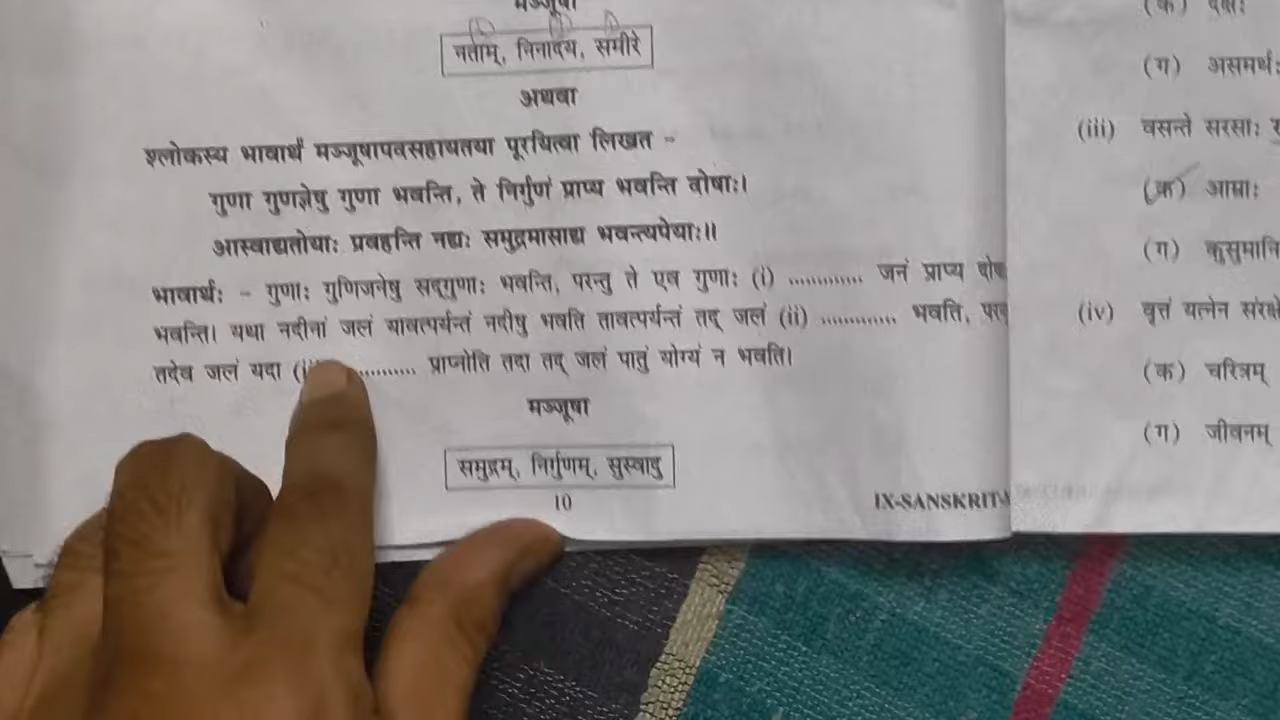 मञ्जूषा
नताम्, निनादय, समीरे
अथवा
श्लोकस्य भावार्थं मञ्जूषापदसहायतया पूरयित्वा लिखत -
गुणा गुणज्ञेषु गुणा भवन्ति, ते निर्गुणं प्राप्य भवन्ति दोषाः।
आस्वाद्यतोयाः प्रवहन्ति नद्यः समुद्रमासाद्य भवन्त्यपेयाः॥
भावार्थः - गुणाः गुणिजनेषु सद्‌गुणाः भवन्ति, परन्तु ते एव गुणाः (i) ............ जनं प्राप्य दोष
भवन्ति। यथा नदीनां जलं यावत्पर्यन्तं नदीषु भवति तावत्पर्यन्तं तद् जलं (ii) ............ भवति,
तदेव जलं यदा ............ प्राप्नोति तदा तद् जलं पातुं योग्यं न भवति।
मञ्जूषा
समुद्रम्, निर्गुणम्, सुस्वादु
10
IX-SANSKRIT-
(क) दक्षः
(ग) असमर्थः
(iii) वसन्ते सरसाः
(क) आम्राः
(ग) कुसुमानि
(iv) वृत्तं यत्नेन
(क) चरित्रम्
(ग) जीवनम्